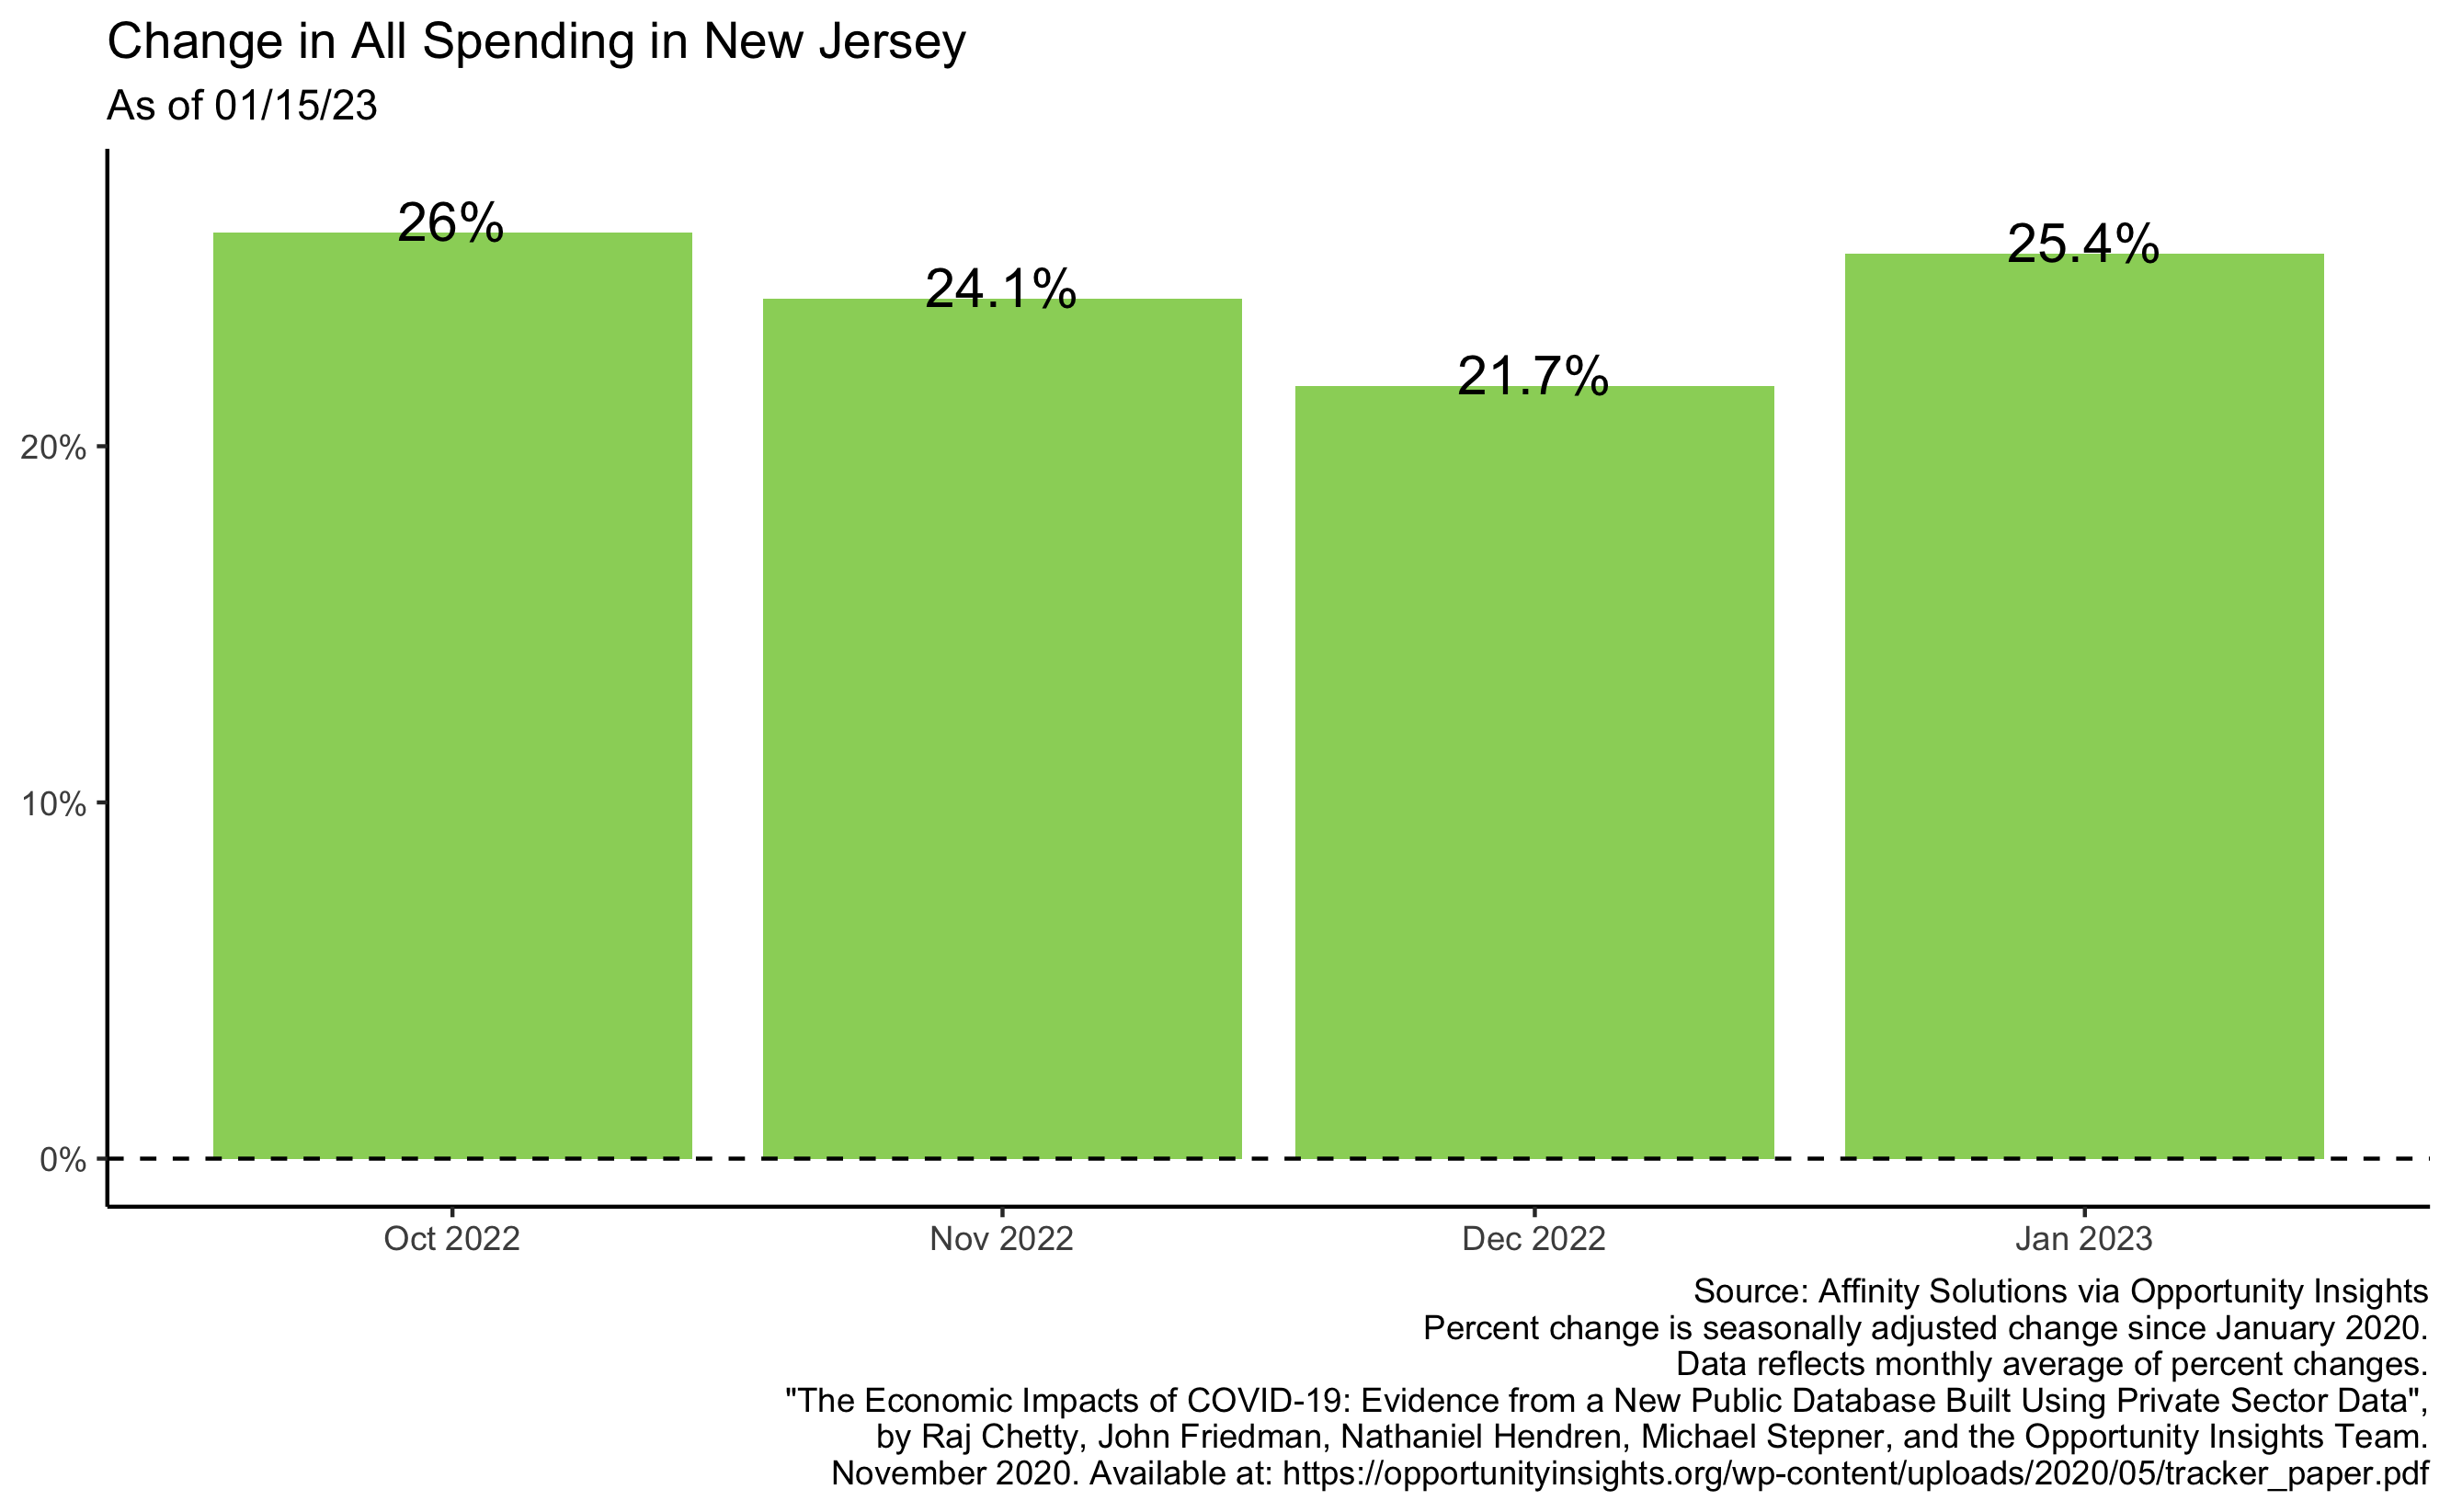 Change in All Spending in New Jersey
As of 01/15/23
26%
24.1%
21.7%
25.4%
20%
10%
0%
Oct 2022
Nov 2022
Dec 2022
Jan 2023
Source: Affinity Solutions via Opportunity Insights
Percent change is seasonally adjusted change since January 2020.
Data reflects monthly average of percent changes.
"The Economic Impacts of COVID-19: Evidence from a New Public Database Built Using Private Sector Data",
by Raj Chetty, John Friedman, Nathaniel Hendren, Michael Stepner, and the Opportunity Insights Team.
November 2020. Available at: https://opportunityinsights.org/wp-content/uploads/2020/05/tracker_paper.pdf